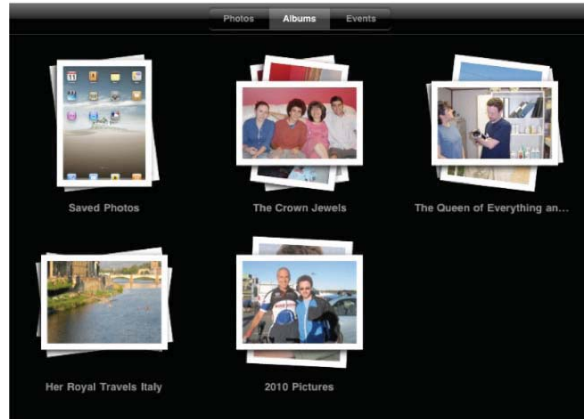 Photos Albums Events
Saved Photos
The Crown Jewels
The Queen of Everything an...
Her Royal Travels Italy
2010 Pictures